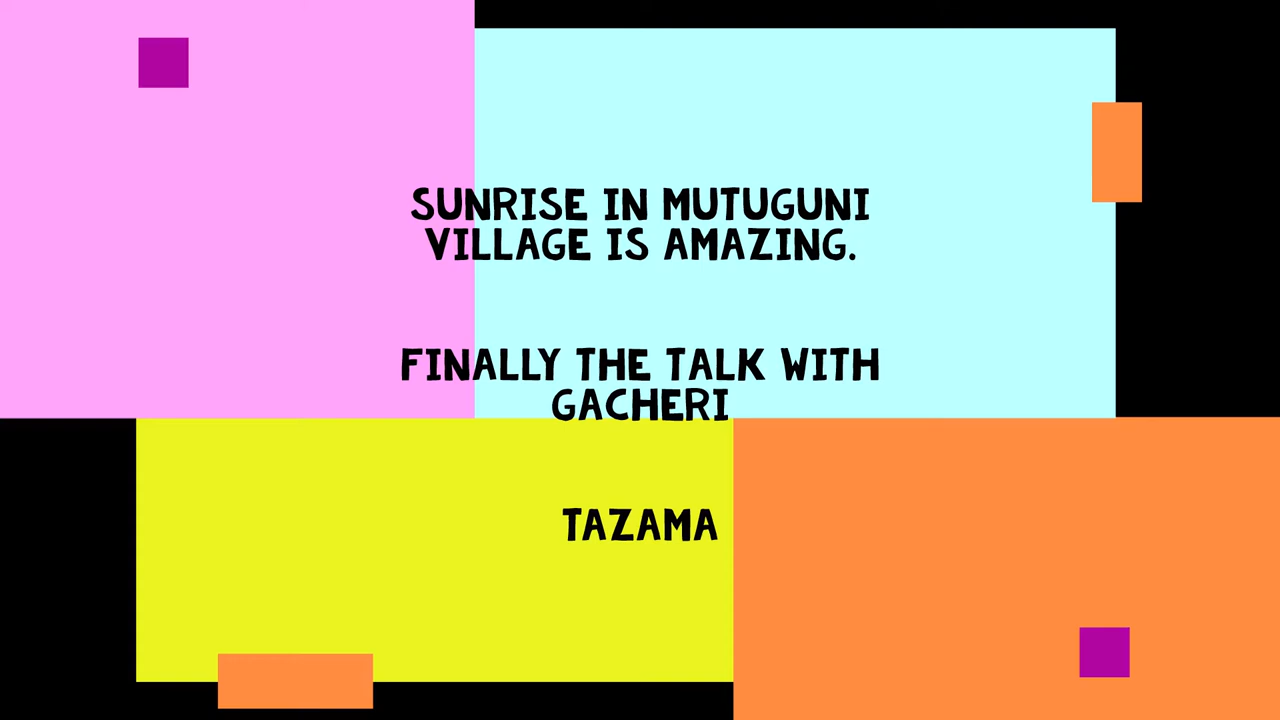 SUNRISE IN MUTUGUNI
VILLAGE IS AMAZING.
FINALLY THE TALK WITH
GACHERI
TAZAMA